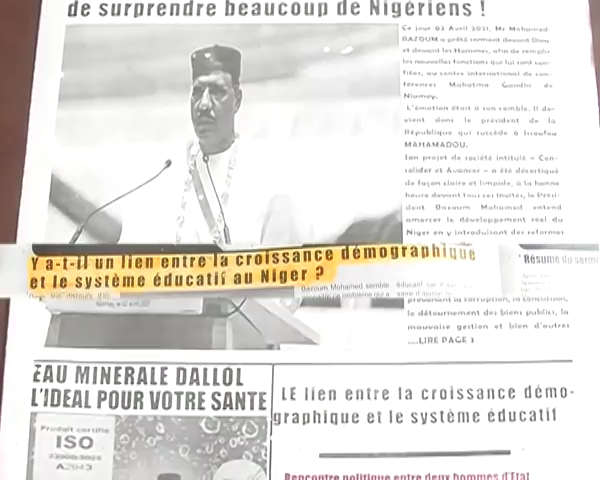 de surprendre beaucoup de Nigériens !
Ce jour 02 Avril 2021, Mr Mohamed
BAZOUM a prêté serment devant Dieu
et devant les Hommes, afin de remplir
les nouvelles fonctions qui lui sont con-
fiées, au centre international de con-
férences Mahatma Gandhi de
Niamey.
L'émotion était à son comble. Il de-
vient donc le président de la
République qui succède à Issoufou
MAHAMADOU.
Son projet de société intitulé - Con-
solider et Avancer - a été décortiqué
de façon claire et limpide, à la bonne
heure devant tous ces invités, le Prési-
dent Bazoum Mohamed entend
amorcer le développement réel du
Niger en y introduisant des reformes
Y a-t-il un lien entre la croissance démographique
et le système éducatif au Niger ?
Résumé du
Bazoum Mohamed semble
prévenant la corruption, la concussion,
le détournement des biens publics, la
mauvaise gestion et bien d'autres
....LIRE PAGE 3
EAU MINERALE DALLOL
L'IDEAL POUR VOTRE SANTE
Produit certifié
ISO
LE lien entre la croissance démo-
graphique et le système éducatif
Rencontre politique entre deux hommes d'Etat